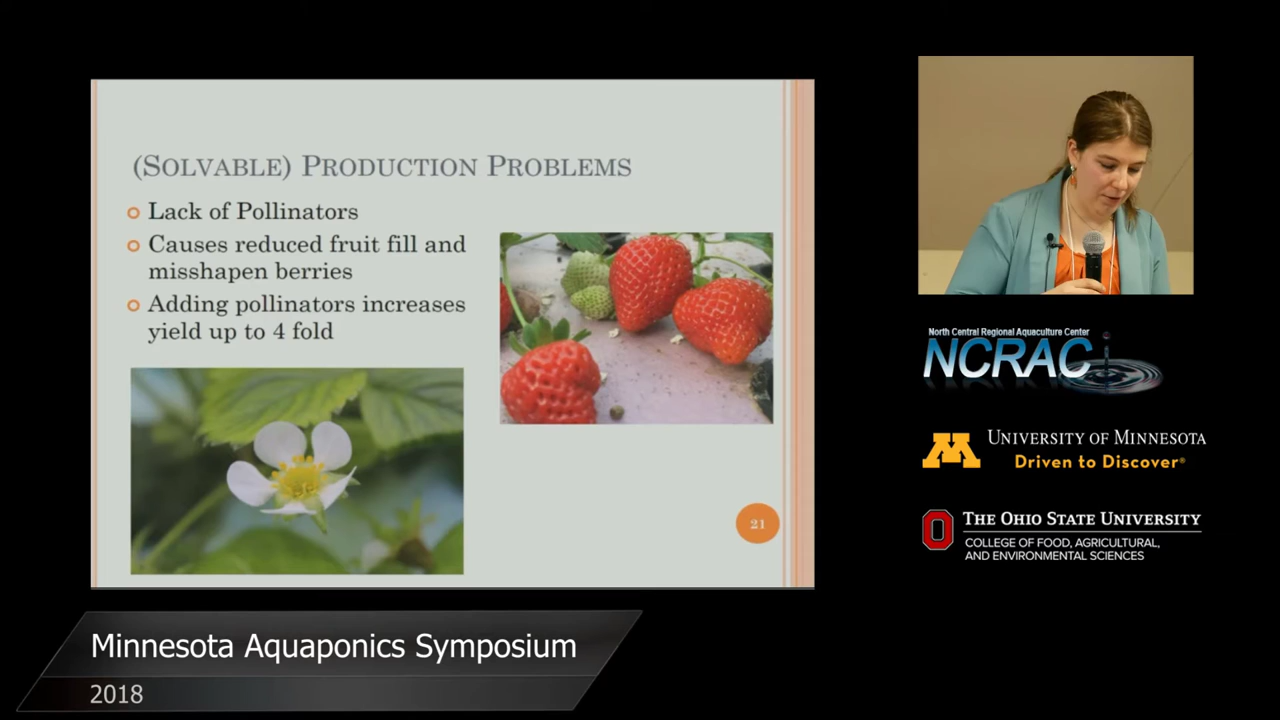 (SOLVABLE) PRODUCTION PROBLEMS
Lack of Pollinators
Causes reduced fruit fill and
misshapen berries
Adding pollinators increases
yield up to 4 fold
21
North Central Regional Aquaculture Center
NCRAC
UNIVERSITY OF MINNESOTA
Driven to Discover®
THE OHIO STATE UNIVERSITY
COLLEGE OF FOOD, AGRICULTURAL,
AND ENVIRONMENTAL SCIENCES
Minnesota Aquaponics Symposium
2018